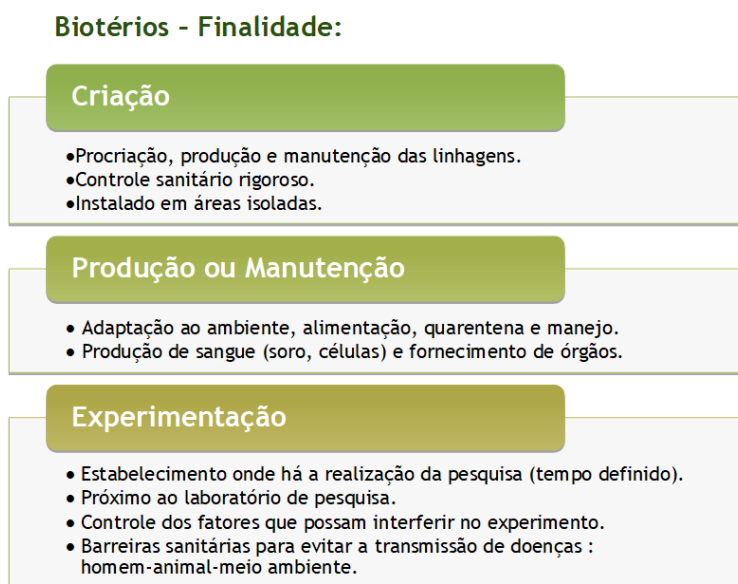 Biotérios – Finalidade:
Criação
•Procriação, produção e manutenção das linhagens.
•Controle sanitário rigoroso.
•Instalado em áreas isoladas.
Produção ou Manutenção
• Adaptação ao ambiente, alimentação, quarentena e manejo.
• Produção de sangue (soro, células) e fornecimento de órgãos.
Experimentação
• Estabelecimento onde há a realização da pesquisa (tempo definido).
• Próximo ao laboratório de pesquisa.
• Controle dos fatores que possam interferir no experimento.
• Barreiras sanitárias para evitar a transmissão de doenças :
homem-animal-meio ambiente.